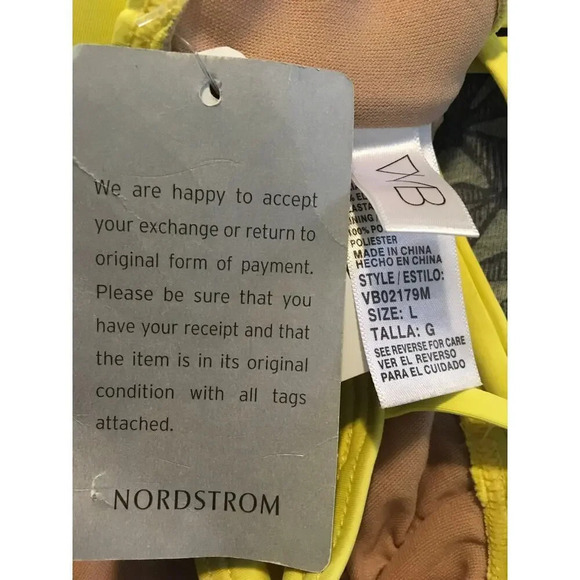 We are happy to accept
your exchange or return to
original form of payment.
Please be sure that you
have your receipt and that
the item is in its original
condition with all tags
attached.
NORDSTROM
VB
100% PO
POLIESTER
MADE IN CHINA
HECHO EN CHINA
STYLE / ESTILO:
VB02179M
SIZE: L
TALLA: G
SEE REVERSE FOR CARE
VER EL REVERSO
PARA EL CUIDADO